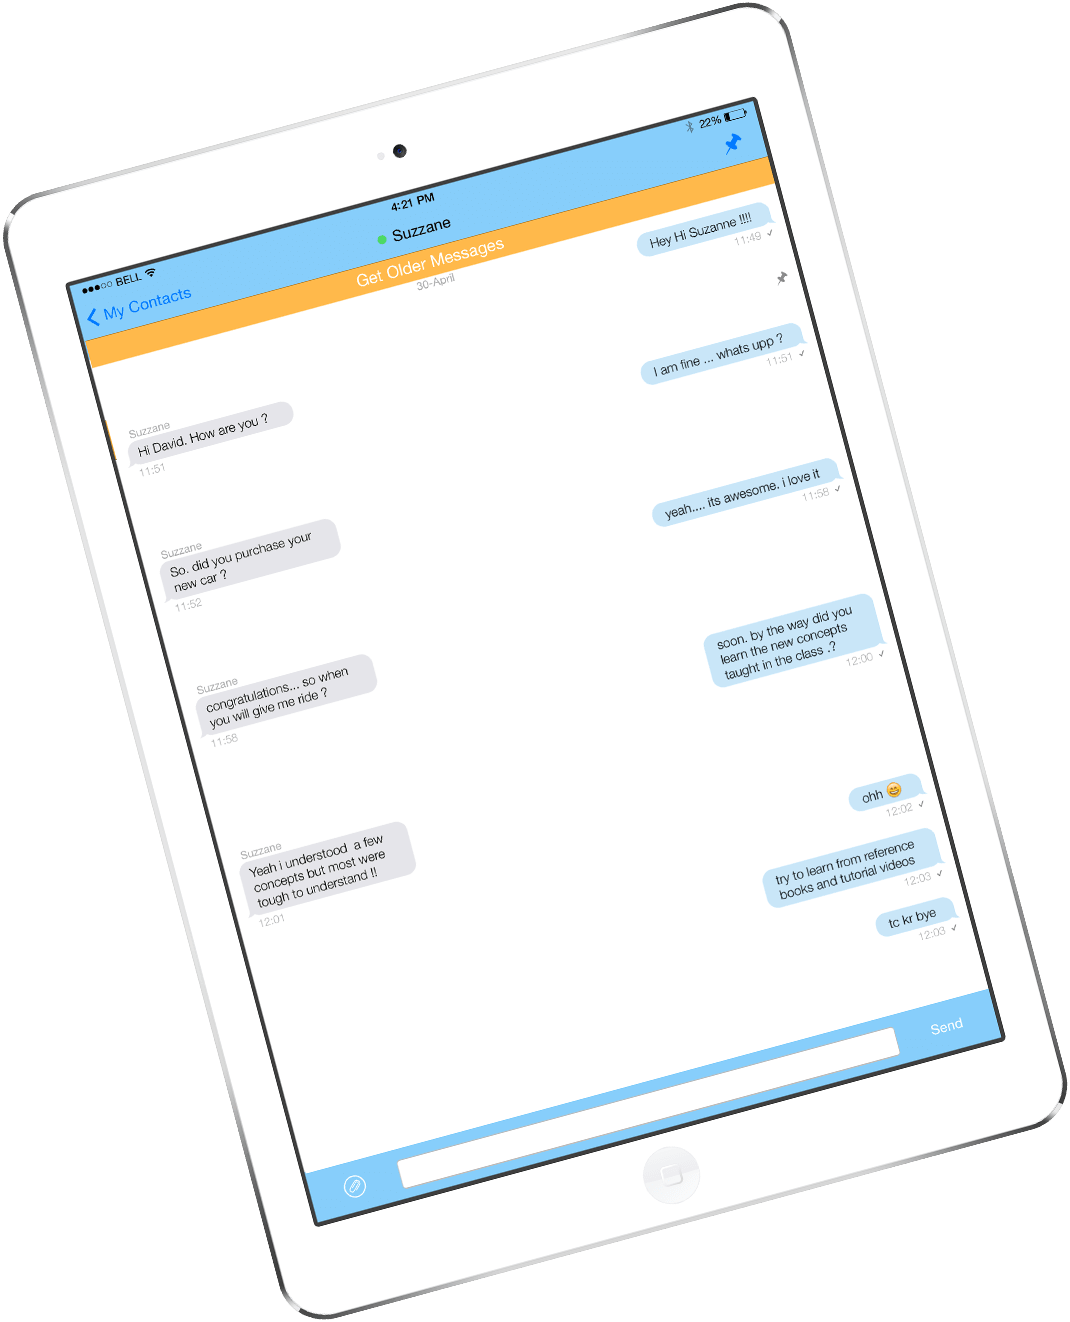 ●●●○○ BELL
4:21 PM
22%
My Contacts
Suzzane
Get Older Messages
30-April
Hey Hi Suzanne !!!!
11:49 ✓
Suzzane
Hi David. How are you ?
11:51
I am fine ... whats upp ?
11:51 ✓
Suzzane
So. did you purchase your
new car ?
11:52
yeah.... its awesome. i love it
11:58 ✓
Suzzane
congratulations... so when
you will give me ride ?
11:58
soon. by the way did you
learn the new concepts
taught in the class .?
12:00 ✓
Suzzane
Yeah i understood  a few
concepts but most were
tough to understand !!
12:01
ohh 😄
12:02 ✓
try to learn from reference
books and tutorial videos
12:03 ✓
tc kr bye
12:03 ✓
Send